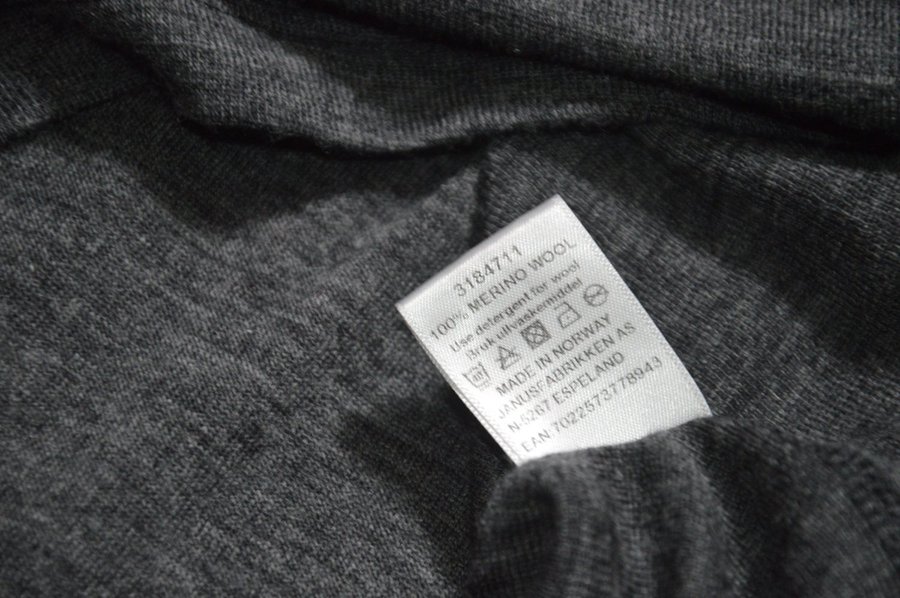 3184711
100% MERINO WOOL
Use detergent for wool
Bruk ullvaskemiddel
MADE IN NORWAY
JANUSFABRIKKEN AS
N-5267 ESPELAND
EAN:7022573778943